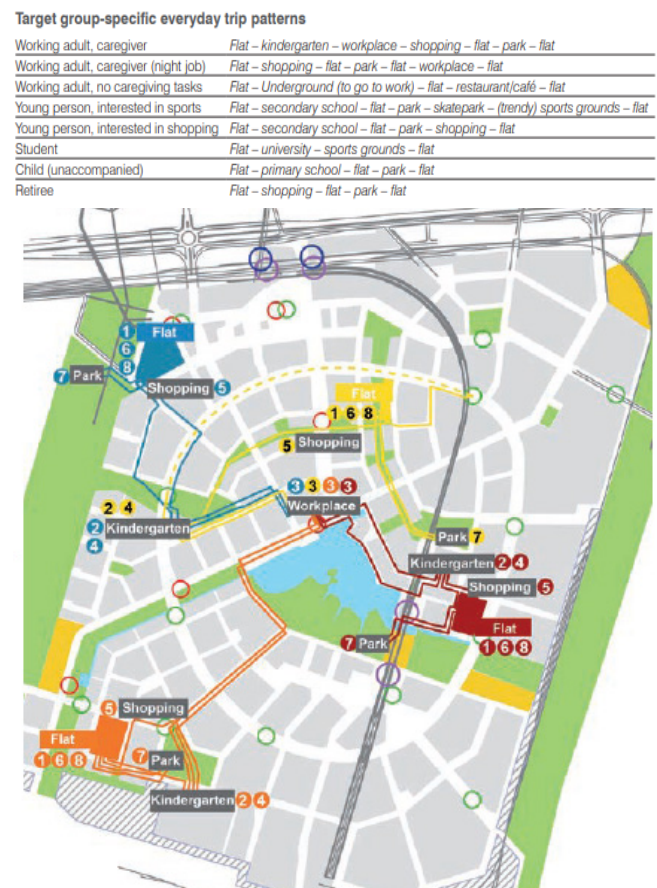 Target group-specific everyday trip patterns
Working adult, caregiver Flat – kindergarten – workplace – shopping – flat – park – flat
Working adult, caregiver (night job) Flat – shopping – flat – park – flat – workplace – flat
Working adult, no caregiving tasks Flat – Underground (to go to work) – flat – restaurant/café – flat
Young person, interested in sports Flat – secondary school – flat – park – skatepark – (trendy) sports grounds – flat
Young person, interested in shopping Flat – secondary school – flat – park – shopping – flat
Student Flat – university – sports grounds – flat
Child (unaccompanied) Flat – primary school – flat – park – flat
Retiree Flat – shopping – flat – park – flat
1 Flat
6
8
7 Park
Shopping 5
Flat
1 6 8
5 Shopping
3 3 3 3
Workplace
2 4
2 Kindergarten
4
Park 7
Kindergarten 2 4
Shopping 5
Flat
1 6 8
7 Park
5 Shopping
Flat
1 6 8
7 Park
Kindergarten 2 4